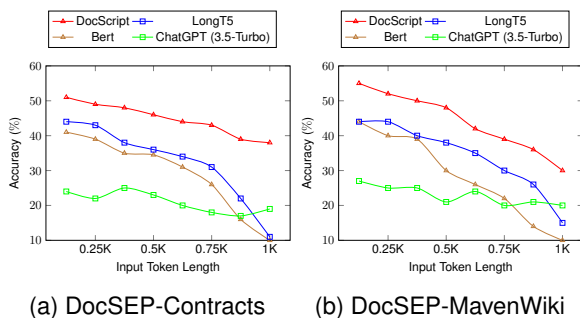 DocScript LongT5
Bert ChatGPT (3.5-Turbo)
60
50
40
30
20
10
0.25K 0.5K 0.75K 1K
Accuracy (%)
Input Token Length
(a) DocSEP-Contracts
DocScript LongT5
Bert ChatGPT (3.5-Turbo)
60
50
40
30
20
10
0.25K 0.5K 0.75K 1K
Accuracy (%)
Input Token Length
(b) DocSEP-MavenWiki